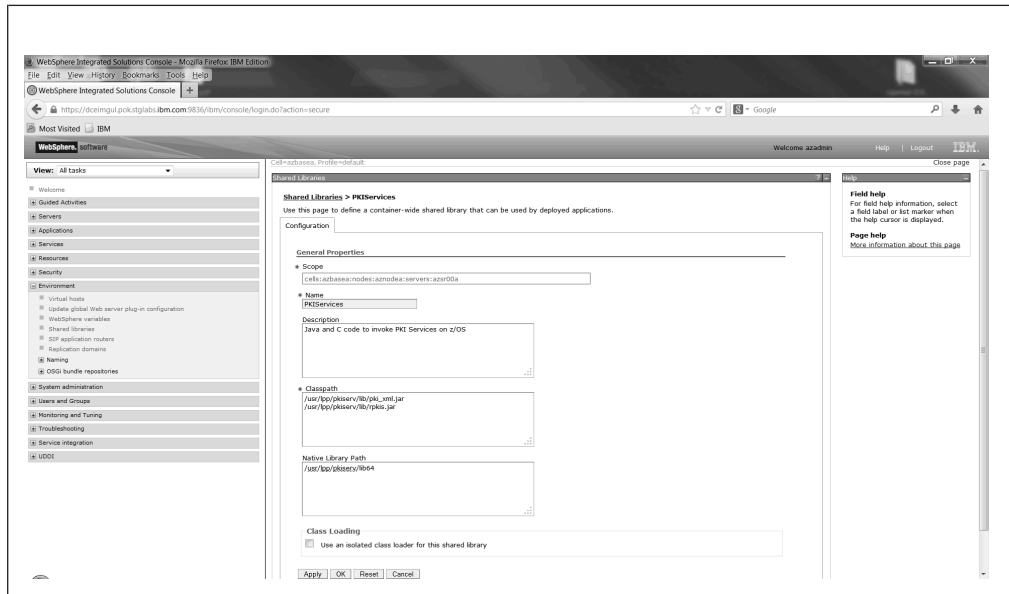 WebSphere Integrated Solutions Console - Mozilla Firefox: IBM Edition
File Edit View History Bookmarks Tools Help
WebSphere Integrated Solutions Console
https://dceimgul.pok.stglabs.ibm.com:9836/ibm/console/login.do?action=secure
Google
Most Visited IBM
WebSphere. software
Welcome azadmin Help | Logout IBM.
Cell=azbasea, Profile=default
Close page
View: All tasks
Welcome
Guided Activities
Servers
Applications
Services
Resources
Security
Environment
Virtual hosts
Update global Web server plug-in configuration
WebSphere variables
Shared libraries
SIP application routers
Replication domains
Naming
OSGi bundle repositories
System administration
Users and Groups
Monitoring and Tuning
Troubleshooting
Service integration
UDDI
Shared Libraries
Shared Libraries > PKIServices
Use this page to define a container-wide shared library that can be used by deployed applications.
Configuration
General Properties
* Scope
cells:azbasea:nodes:aznodea:servers:azsr00a
* Name
PKIServices
Description
Java and C code to invoke PKI Services on z/OS
* Classpath
/usr/lpp/pkiserv/lib/pki_xml.jar
/usr/lpp/pkiserv/lib/rpkis.jar
Native Library Path
/usr/lpp/pkiserv/lib64
Class Loading
Use an isolated class loader for this shared library
Apply OK Reset Cancel
Help
Field help
For field help information, select
a field label or list marker when
the help cursor is displayed.
Page help
More information about this page